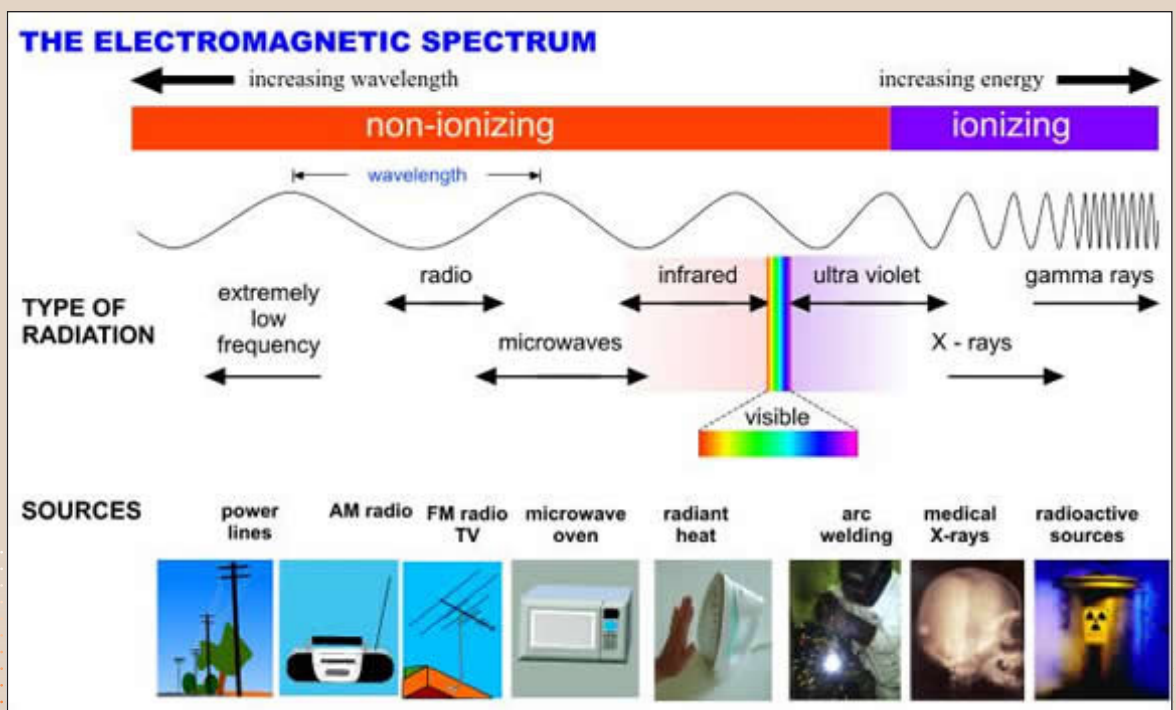 THE ELECTROMAGNETIC SPECTRUM
increasing wavelength
increasing energy
non-ionizing
ionizing
wavelength
TYPE OF
RADIATION
extremely
low
frequency
radio
microwaves
infrared
visible
ultra violet
X - rays
gamma rays
SOURCES
power
lines
AM radio
FM radio
TV
microwave
oven
radiant
heat
arc
welding
medical
X-rays
radioactive
sources